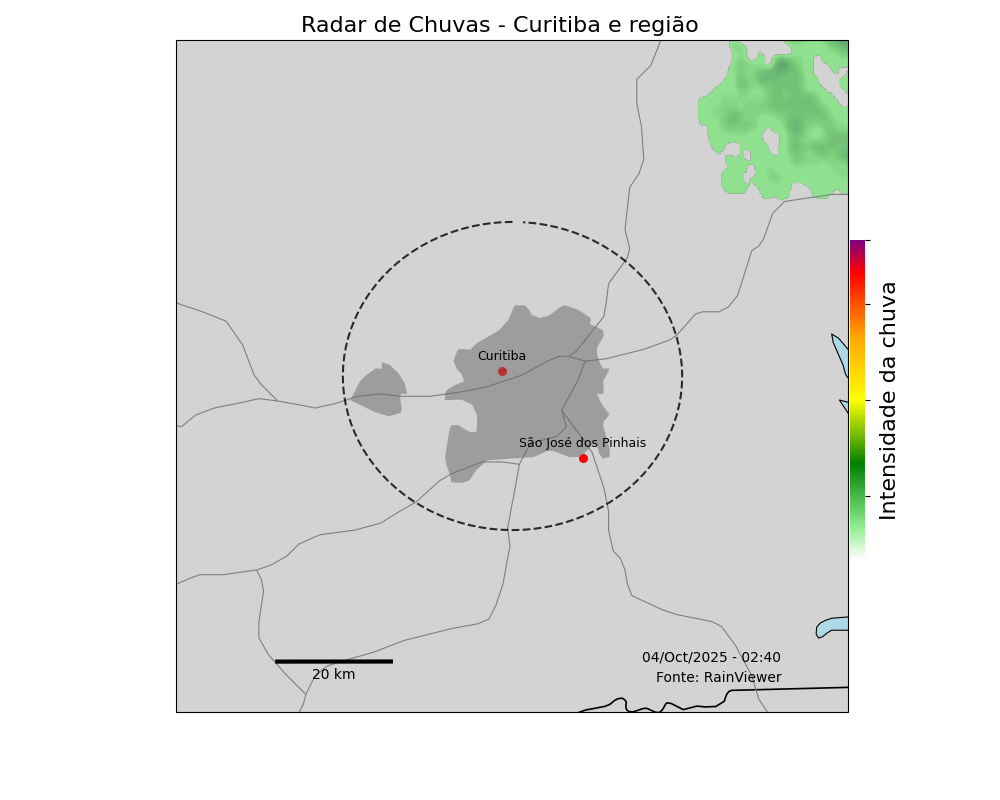 Radar de Chuvas - Curitiba e região
Curitiba
São José dos Pinhais
Intensidade da chuva
04/Oct/2025 - 02:40
20 km
Fonte: RainViewer